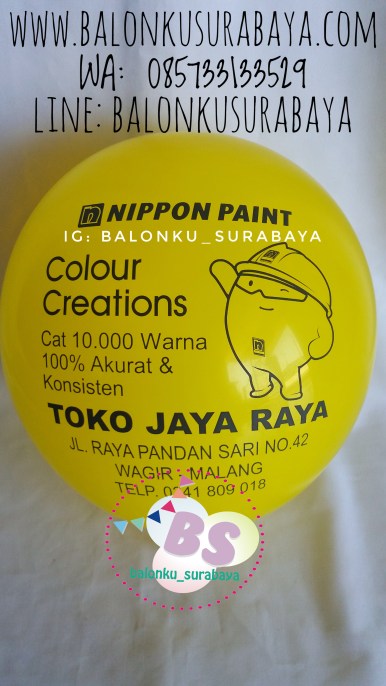 WWW.BALONKUSURABAYA.COM
WA: 085733133529
LINE: BALONKUSURABAYA
n NIPPON PAINT
IG: BALONKU_SURABAYA
Colour
Creations
Cat 10.000 Warna
100% Akurat &
Konsisten
TOKO JAYA RAYA
JL. RAYA PANDAN SARI NO.42
WAGIR - MALANG
TELP. 0341 809 018
BS
Balonku_surabaya